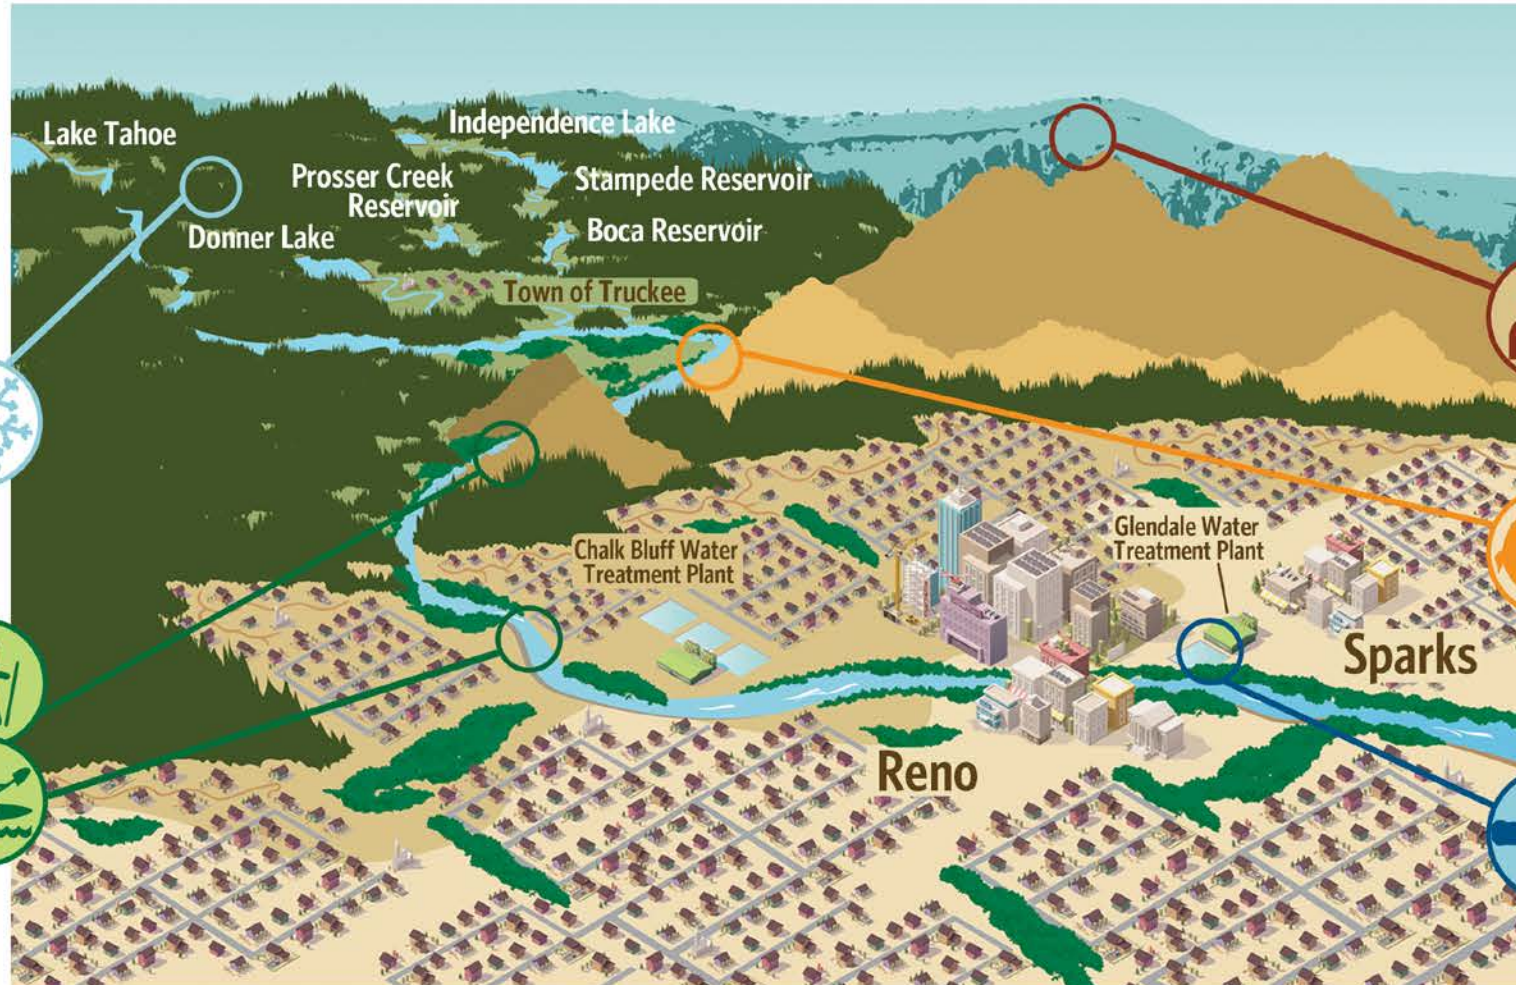 Lake Tahoe
Independence Lake
Prosser Creek
Reservoir
Stampede Reservoir
Donner Lake
Boca Reservoir
Town of Truckee
Chalk Bluff Water
Treatment Plant
Glendale Water
Treatment Plant
Sparks
Reno